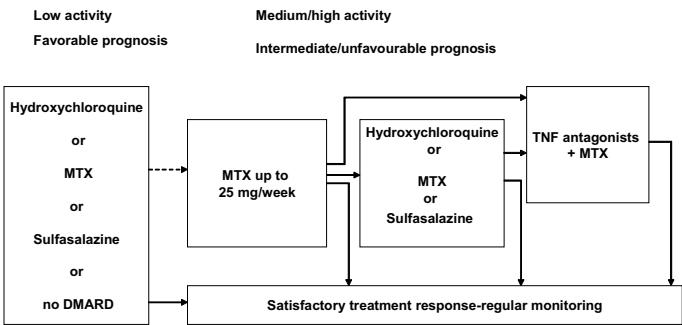 Low activity
Favorable prognosis
Medium/high activity
Intermediate/unfavourable prognosis
Hydroxychloroquine
or
MTX
or
Sulfasalazine
or
no DMARD
MTX up to
25 mg/week
Hydroxychloroquine
or
MTX
or
Sulfasalazine
TNF antagonists
+ MTX
Satisfactory treatment response-regular monitoring